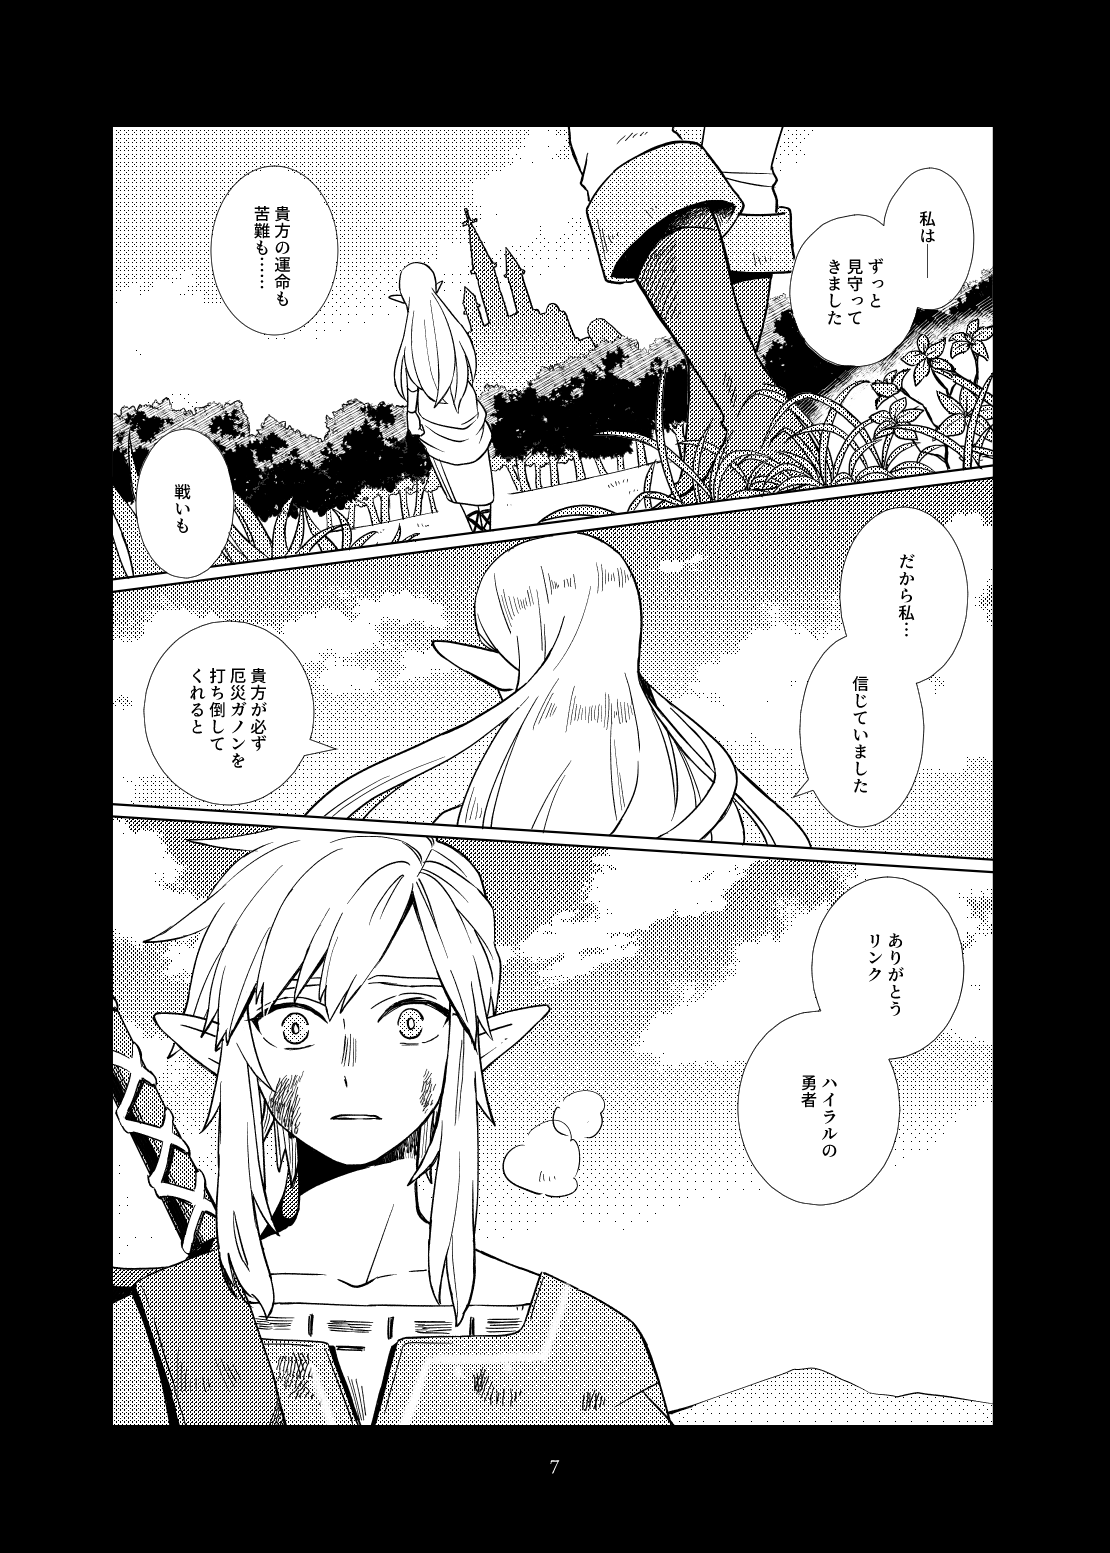 私は――
ずっと
見守って
きました
貴方の運命も
苦難も……
戦いも
だから私…
信じていました
貴方が必ず
厄災ガノンを
打ち倒して
くれると
ありがとう
リンク
ハイラルの
勇者
7